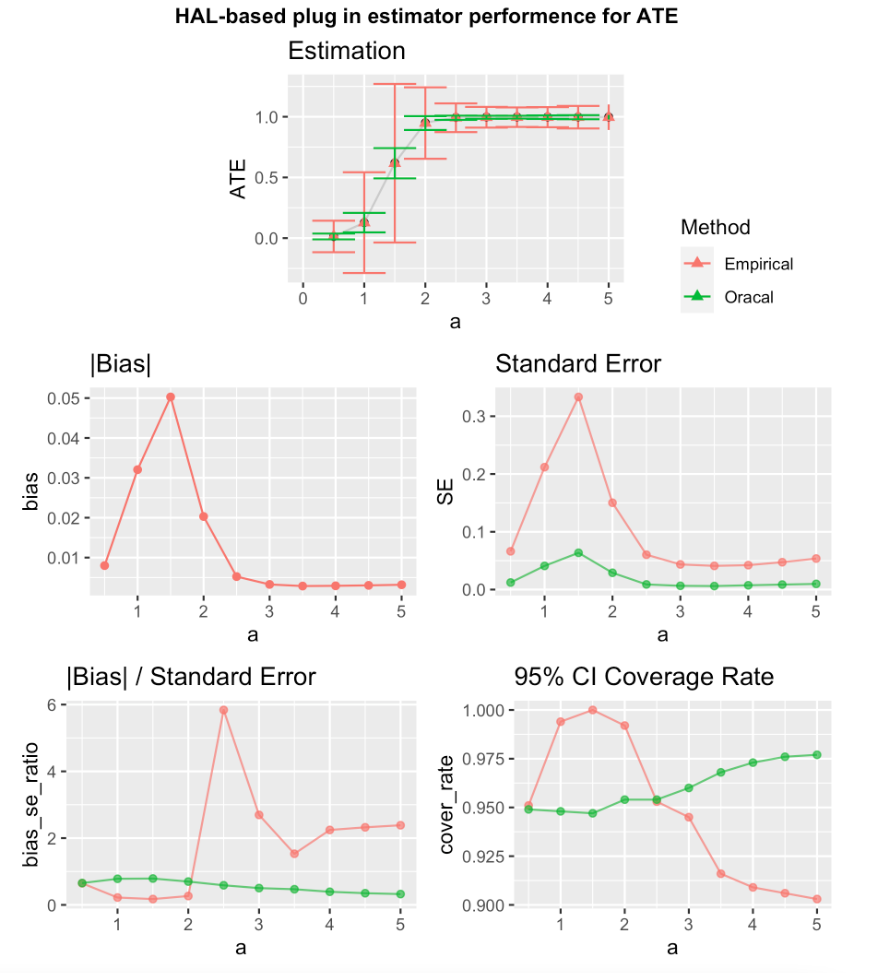 HAL-based plug in estimator performence for ATE
Estimation
ATE
1.0
0.5
0.0
0 1 2 3 4 5
a
Method
Empirical
Oracal
|Bias|
bias
0.05
0.04
0.03
0.02
0.01
1 2 3 4 5
a
Standard Error
SE
0.3
0.2
0.1
0.0
1 2 3 4 5
a
|Bias| / Standard Error
bias_se_ratio
6
4
2
0
1 2 3 4 5
a
95% CI Coverage Rate
cover_rate
1.000
0.975
0.950
0.925
0.900
1 2 3 4 5
a